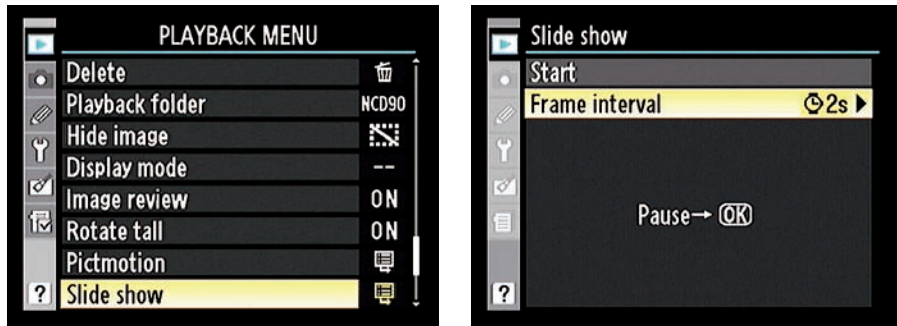 PLAYBACK MENU
Delete
Playback folder NCD90
Hide image
Display mode --
Image review ON
Rotate tall ON
Pictmotion
Slide show
?
Slide show
Start
Frame interval 2s
Pause→ OK
?